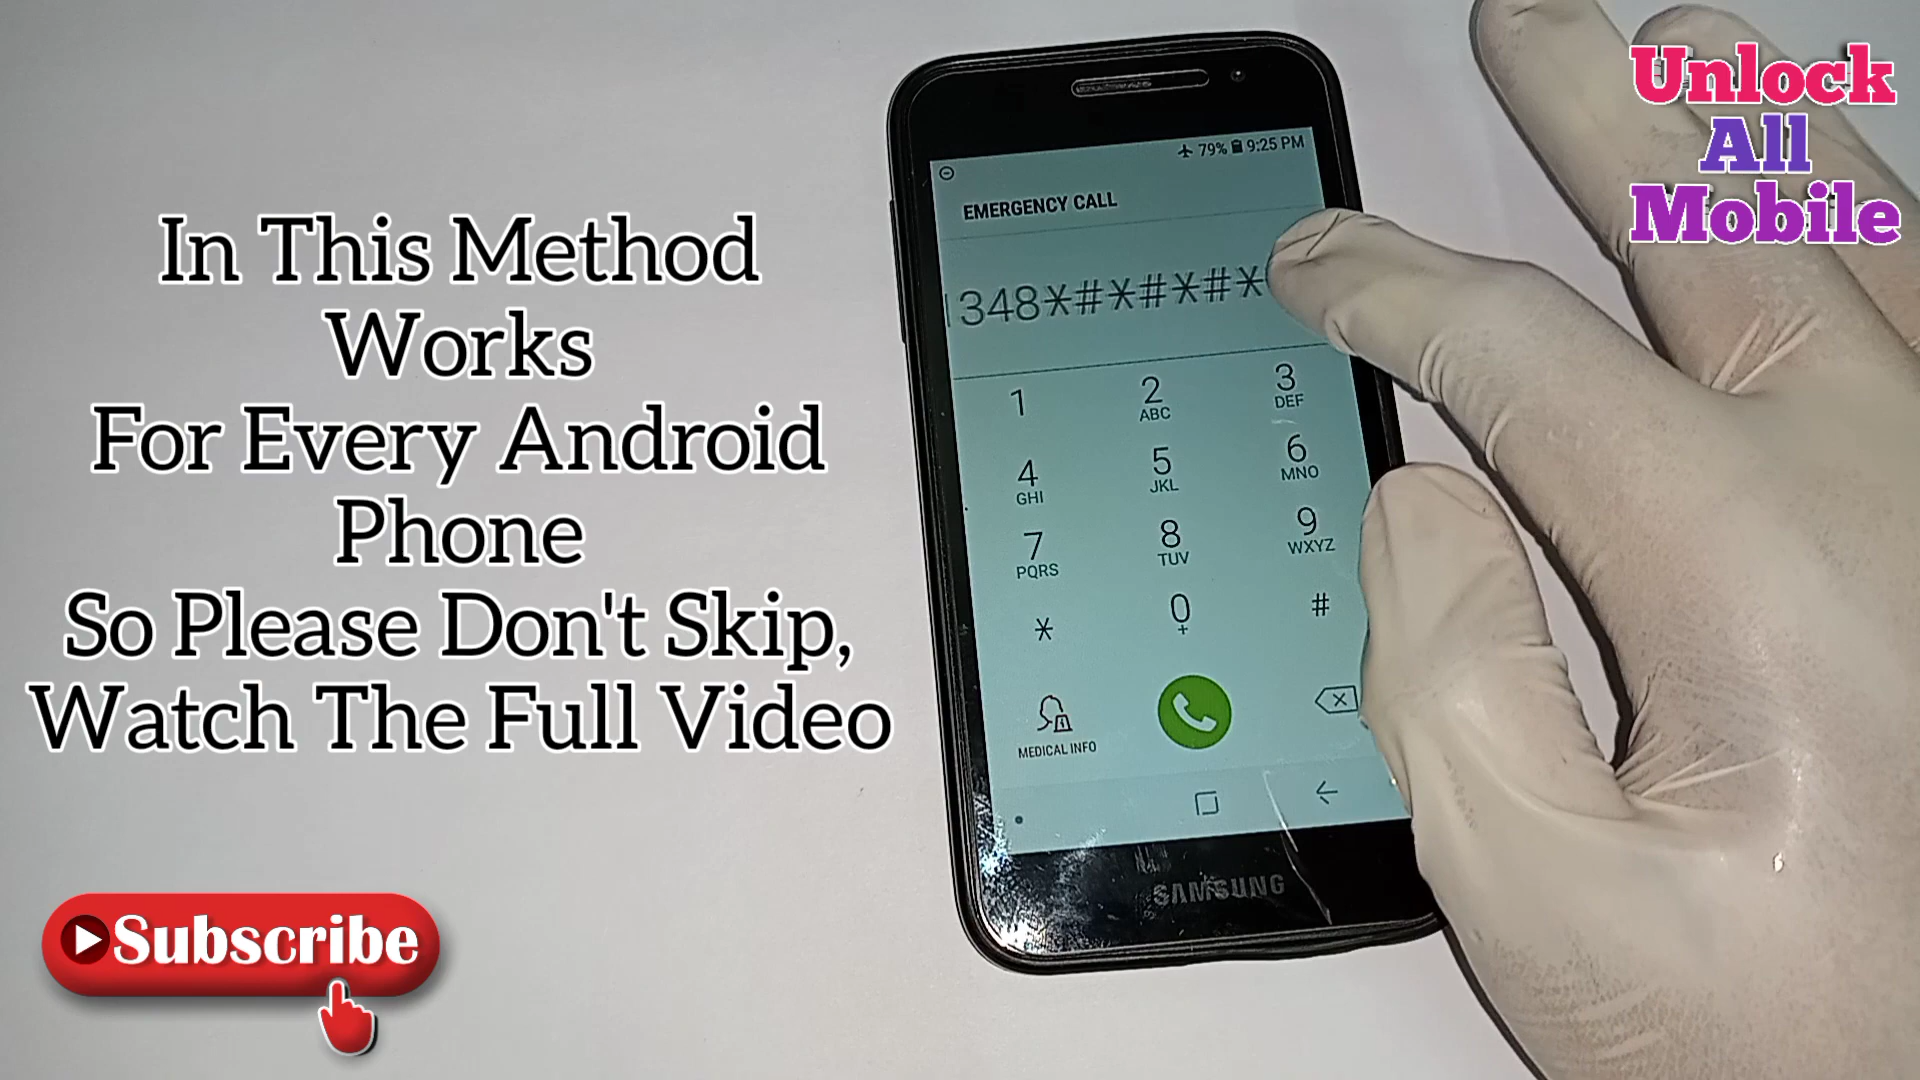 In This Method
Works
For Every Android
Phone
So Please Don't Skip,
Watch The Full Video
Subscribe
Unlock
All
Mobile
79% 9:25 PM
EMERGENCY CALL
348*#*#*#*
1 2 ABC 3 DEF
4 GHI 5 JKL 6 MNO
7 PQRS 8 TUV 9 WXYZ
* 0 + #
MEDICAL INFO
SAMSUNG